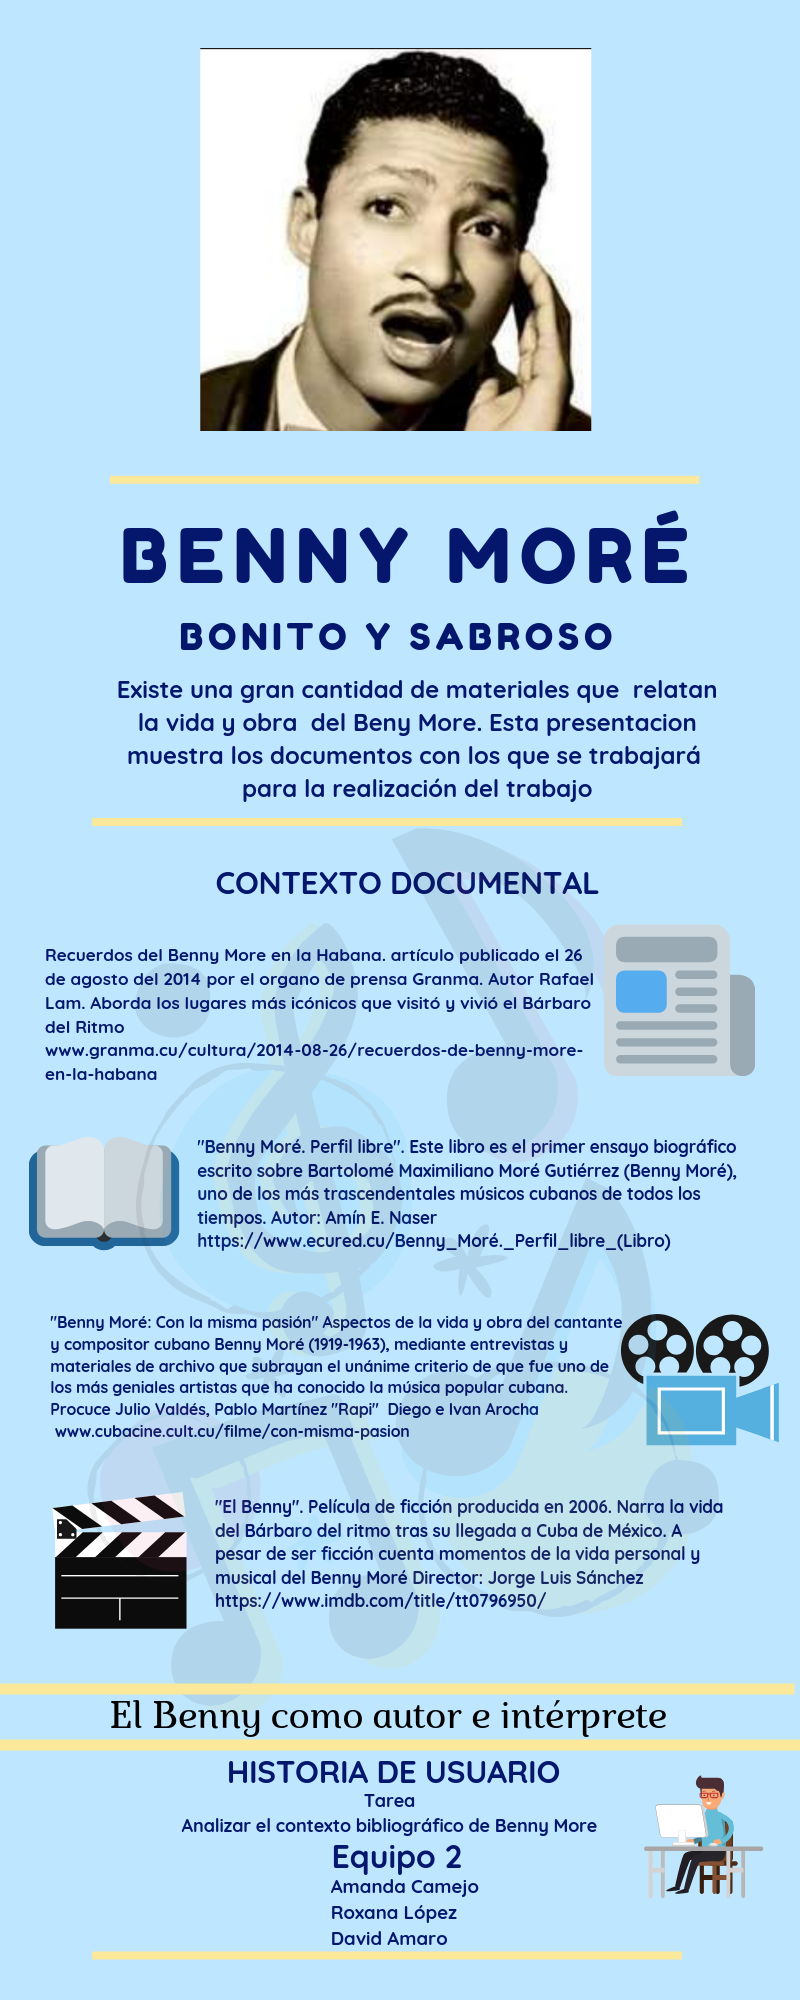 BENNY MORÉ
BONITO Y SABROSO
Existe una gran cantidad de materiales que  relatan
la vida y obra  del Beny More. Esta presentacion
muestra los documentos con los que se trabajará
para la realización del trabajo
CONTEXTO DOCUMENTAL
Recuerdos del Benny More en la Habana. artículo publicado el 26
de agosto del 2014 por el organo de prensa Granma. Autor Rafael
Lam. Aborda los lugares más icónicos que visitó y vivió el Bárbaro
del Ritmo
www.granma.cu/cultura/2014-08-26/recuerdos-de-benny-more-
en-la-habana
"Benny Moré. Perfil libre". Este libro es el primer ensayo biográfico
escrito sobre Bartolomé Maximiliano Moré Gutiérrez (Benny Moré),
uno de los más trascendentales músicos cubanos de todos los
tiempos. Autor: Amín E. Naser
https://www.ecured.cu/Benny_Moré._Perfil_libre_(Libro)
"Benny Moré: Con la misma pasión" Aspectos de la vida y obra del cantante
y compositor cubano Benny Moré (1919-1963), mediante entrevistas y
materiales de archivo que subrayan el unánime criterio de que fue uno de
los más geniales artistas que ha conocido la música popular cubana.
Procuce Julio Valdés, Pablo Martínez "Rapi"  Diego e Ivan Arocha
www.cubacine.cult.cu/filme/con-misma-pasion
"El Benny". Película de ficción producida en 2006. Narra la vida
del Bárbaro del ritmo tras su llegada a Cuba de México. A
pesar de ser ficción cuenta momentos de la vida personal y
musical del Benny Moré Director: Jorge Luis Sánchez
https://www.imdb.com/title/tt0796950/
El Benny como autor e intérprete
HISTORIA DE USUARIO
Tarea
Analizar el contexto bibliográfico de Benny More
Equipo 2
Amanda Camejo
Roxana López
David Amaro